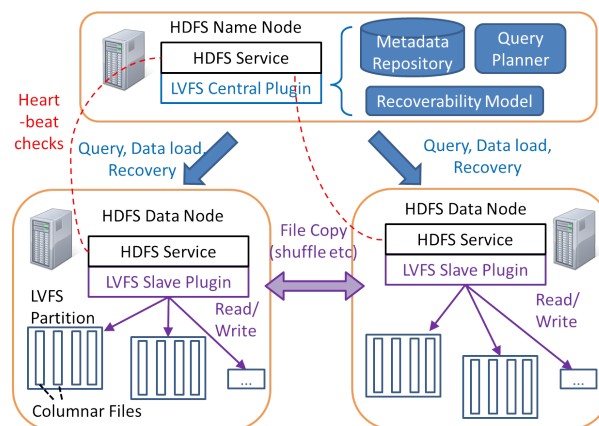 HDFS Name Node
HDFS Service
LVFS Central Plugin
Metadata
Repository
Query
Planner
Recoverability Model
Heart
-beat
checks
Query, Data load,
Recovery
Query, Data load,
Recovery
HDFS Data Node
HDFS Service
LVFS Slave Plugin
File Copy
(shuffle etc)
HDFS Data Node
HDFS Service
LVFS Slave Plugin
LVFS
Partition
Read/
Write
...
Columnar Files
Read/
Write
...